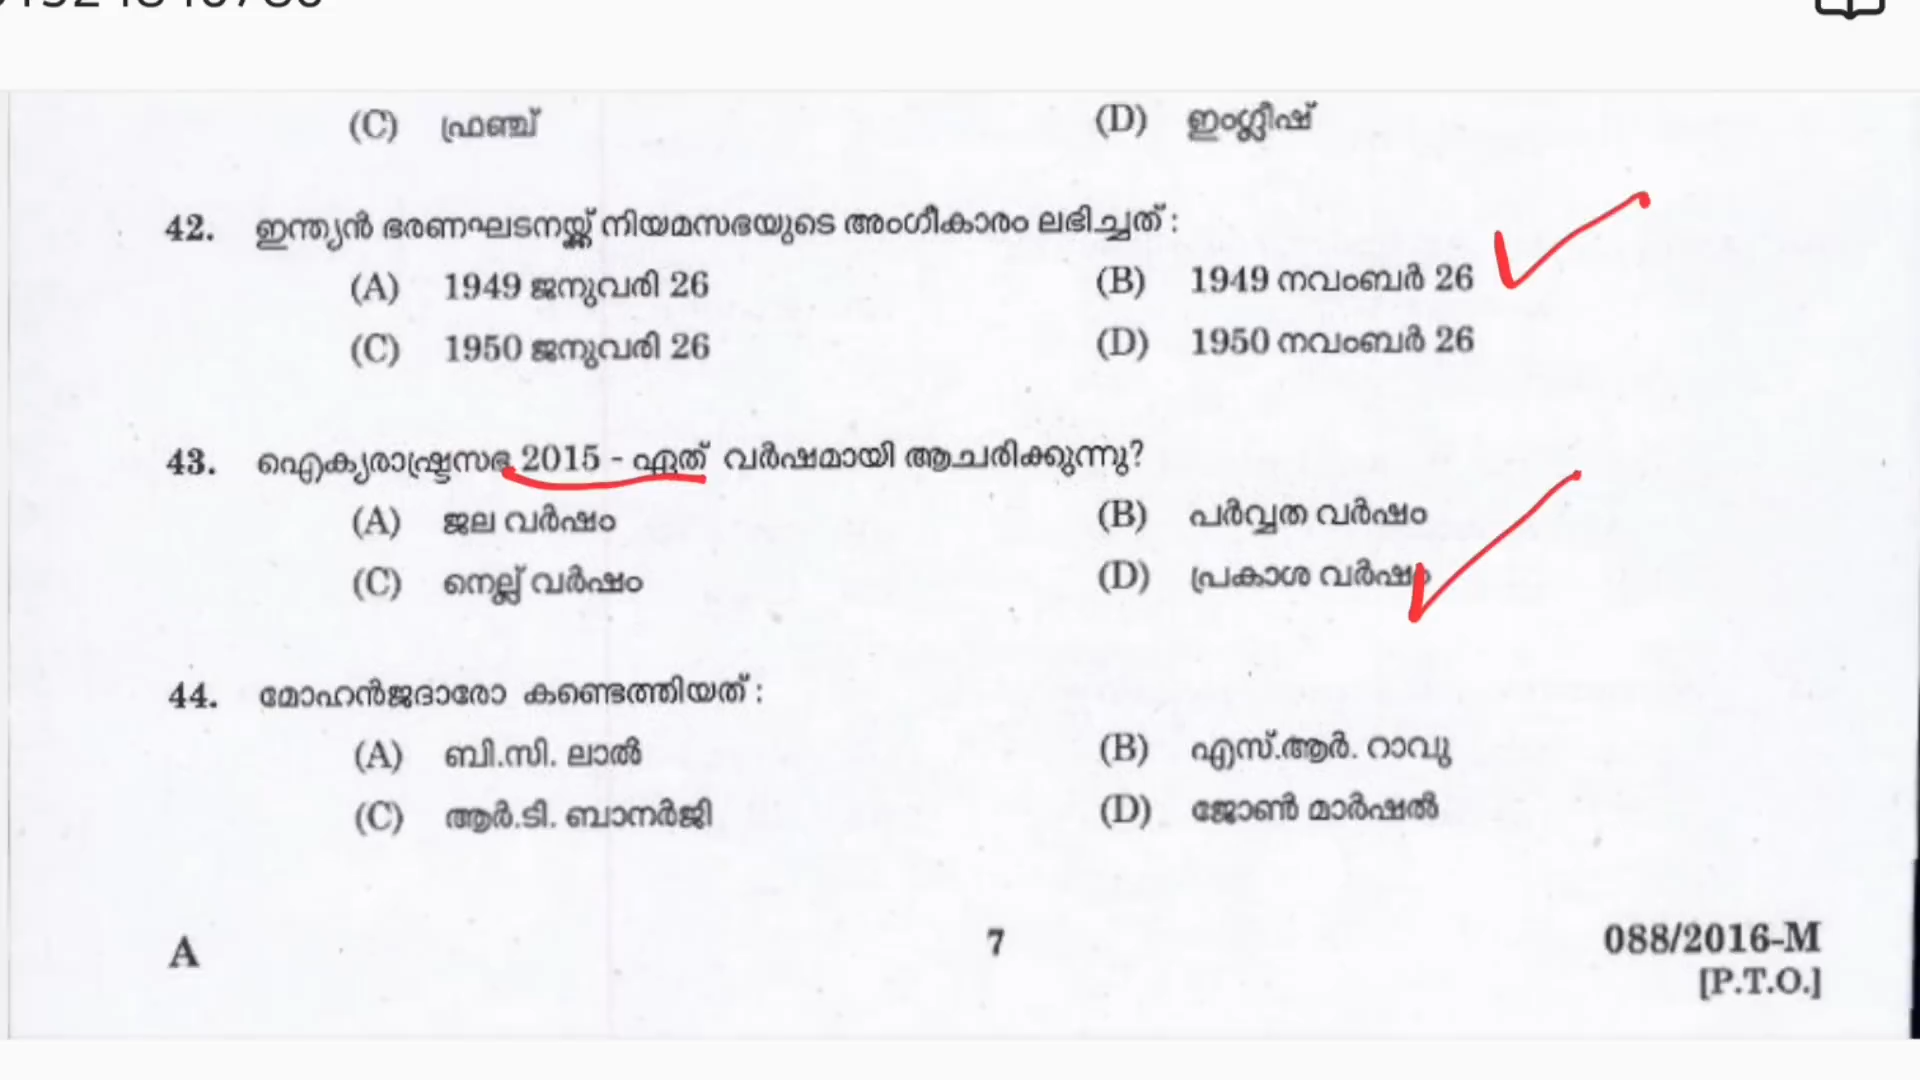 (C) ഫ്രഞ്ച് (D) ഇംഗ്ലീഷ്
42. ഇന്ത്യൻ ഭരണഘടനയ്ക്ക് നിയമസഭയുടെ അംഗീകാരം ലഭിച്ചത് :
(A) 1949 ജനുവരി 26 (B) 1949 നവംബർ 26
(C) 1950 ജനുവരി 26 (D) 1950 നവംബർ 26
43. ഐക്യരാഷ്ട്രസഭ 2015 - ഏത് വർഷമായി ആചരിക്കുന്നു?
(A) ജല വർഷം (B) പർവ്വത വർഷം
(C) നെല്ല് വർഷം (D) പ്രകാശ വർഷം
44. മോഹൻജദാരോ കണ്ടെത്തിയത് :
(A) ബി.സി. ലാൽ (B) എസ്.ആർ. റാവു
(C) ആർ.ടി. ബാനർജി (D) ജോൺ മാർഷൽ
A 7 088/2016-M
[P.T.O.]